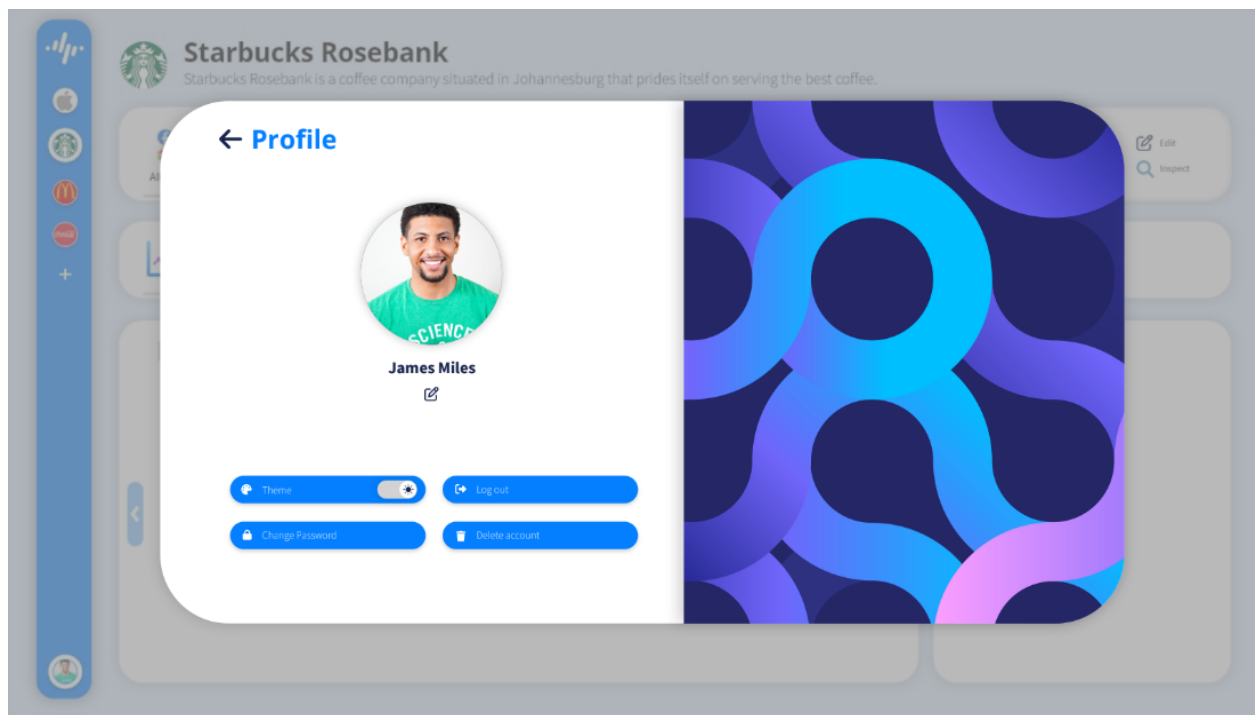 Starbucks Rosebank
Starbucks Rosebank is a coffee company situated in Johannesburg that prides itself on serving the best coffee.
← Profile
Edit
Inspect
SCIENCE
James Miles
Theme
Log out
Change Password
Delete account